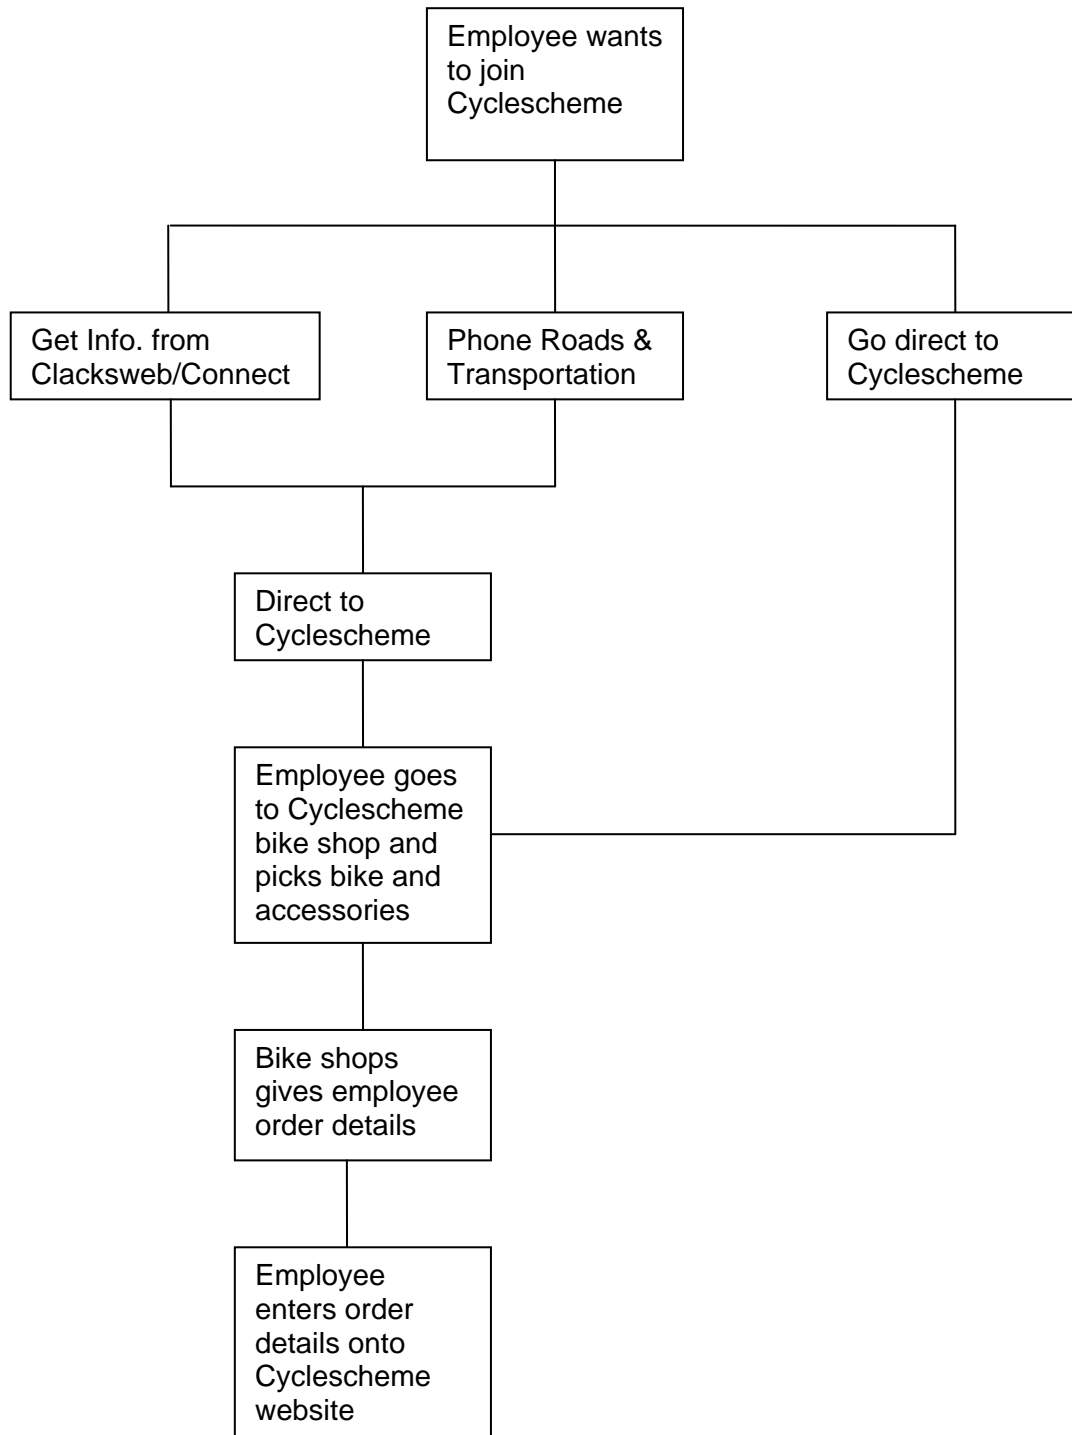 Employee wants
to join
Cyclescheme
Get Info. from
Clacksweb/Connect
Phone Roads &
Transportation
Go direct to
Cyclescheme
Direct to
Cyclescheme
Employee goes
to Cyclescheme
bike shop and
picks bike and
accessories
Bike shops
gives employee
order details
Employee
enters order
details onto
Cyclescheme
website